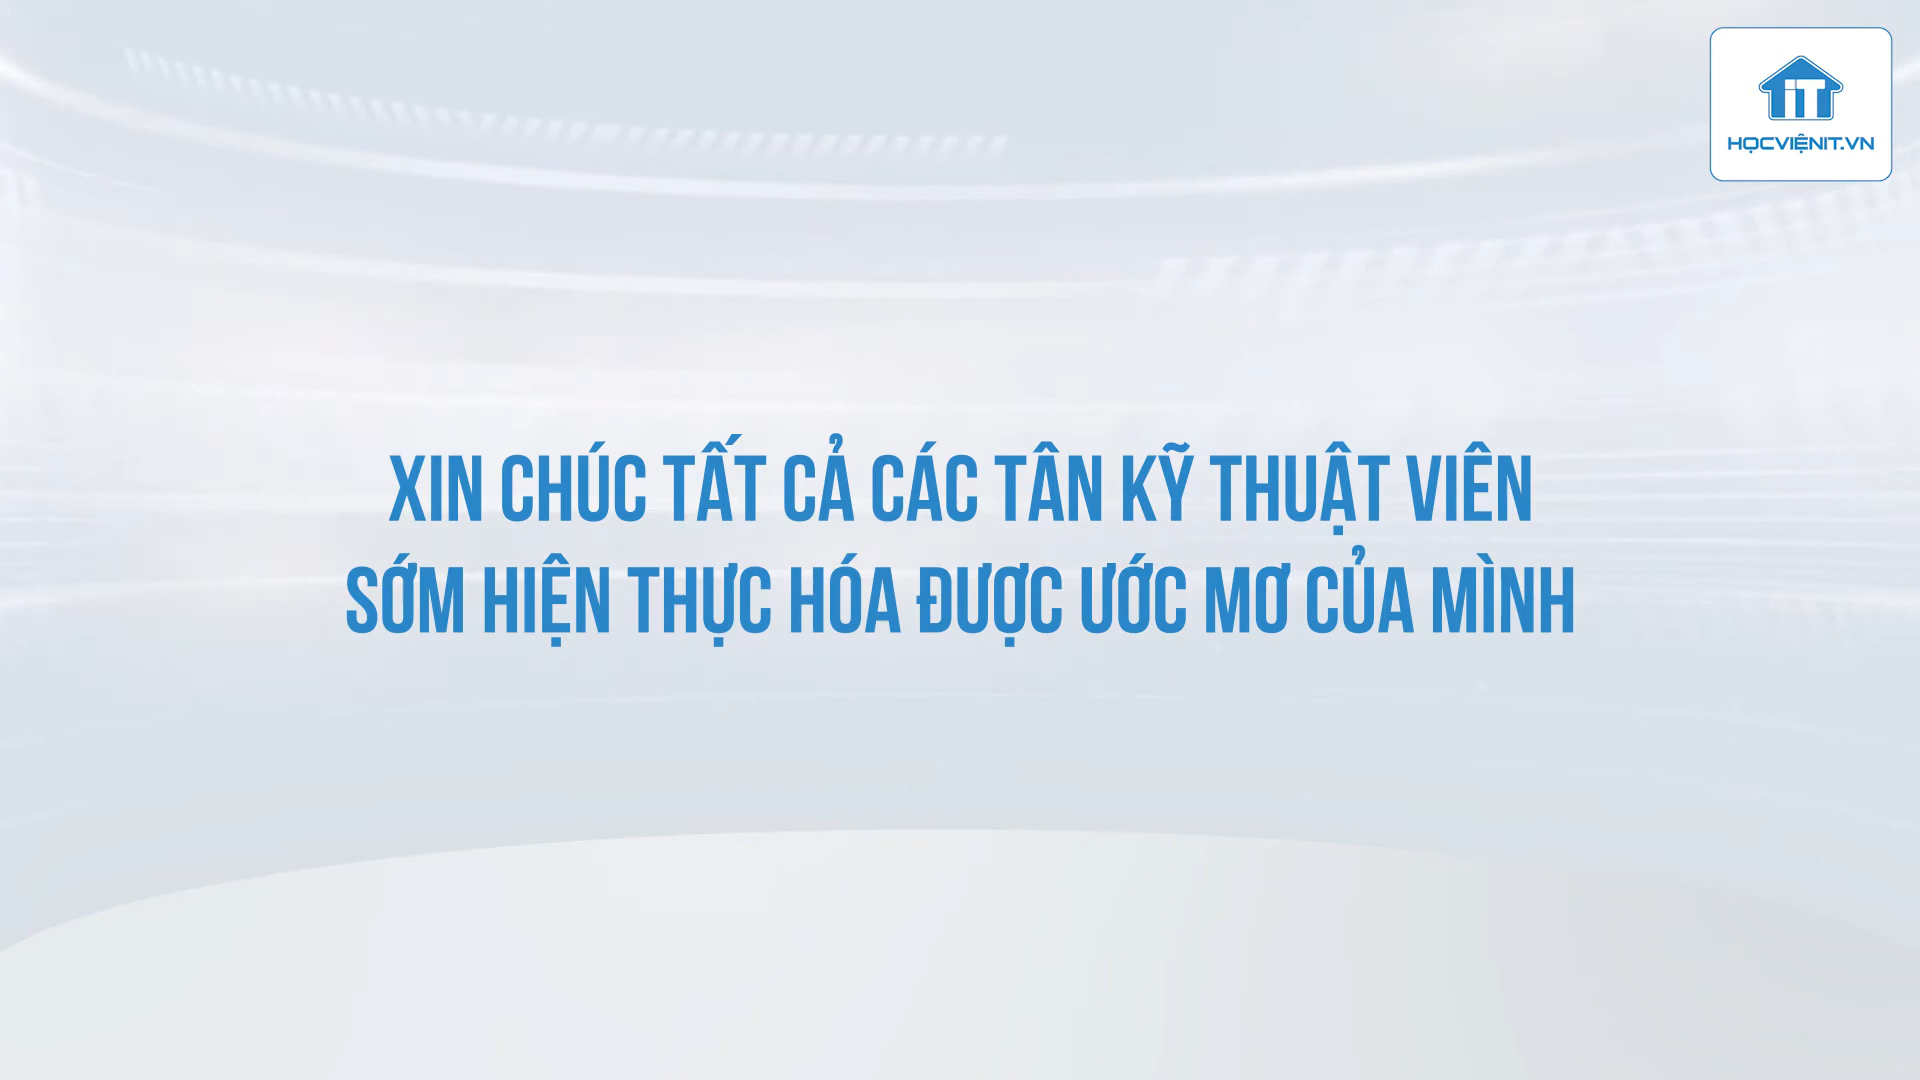 iT
HỌCVIỆNIT.VN
XIN CHÚC TẤT CẢ CÁC TÂN KỸ THUẬT VIÊN
SỚM HIỆN THỰC HÓA ĐƯỢC ƯỚC MƠ CỦA MÌNH